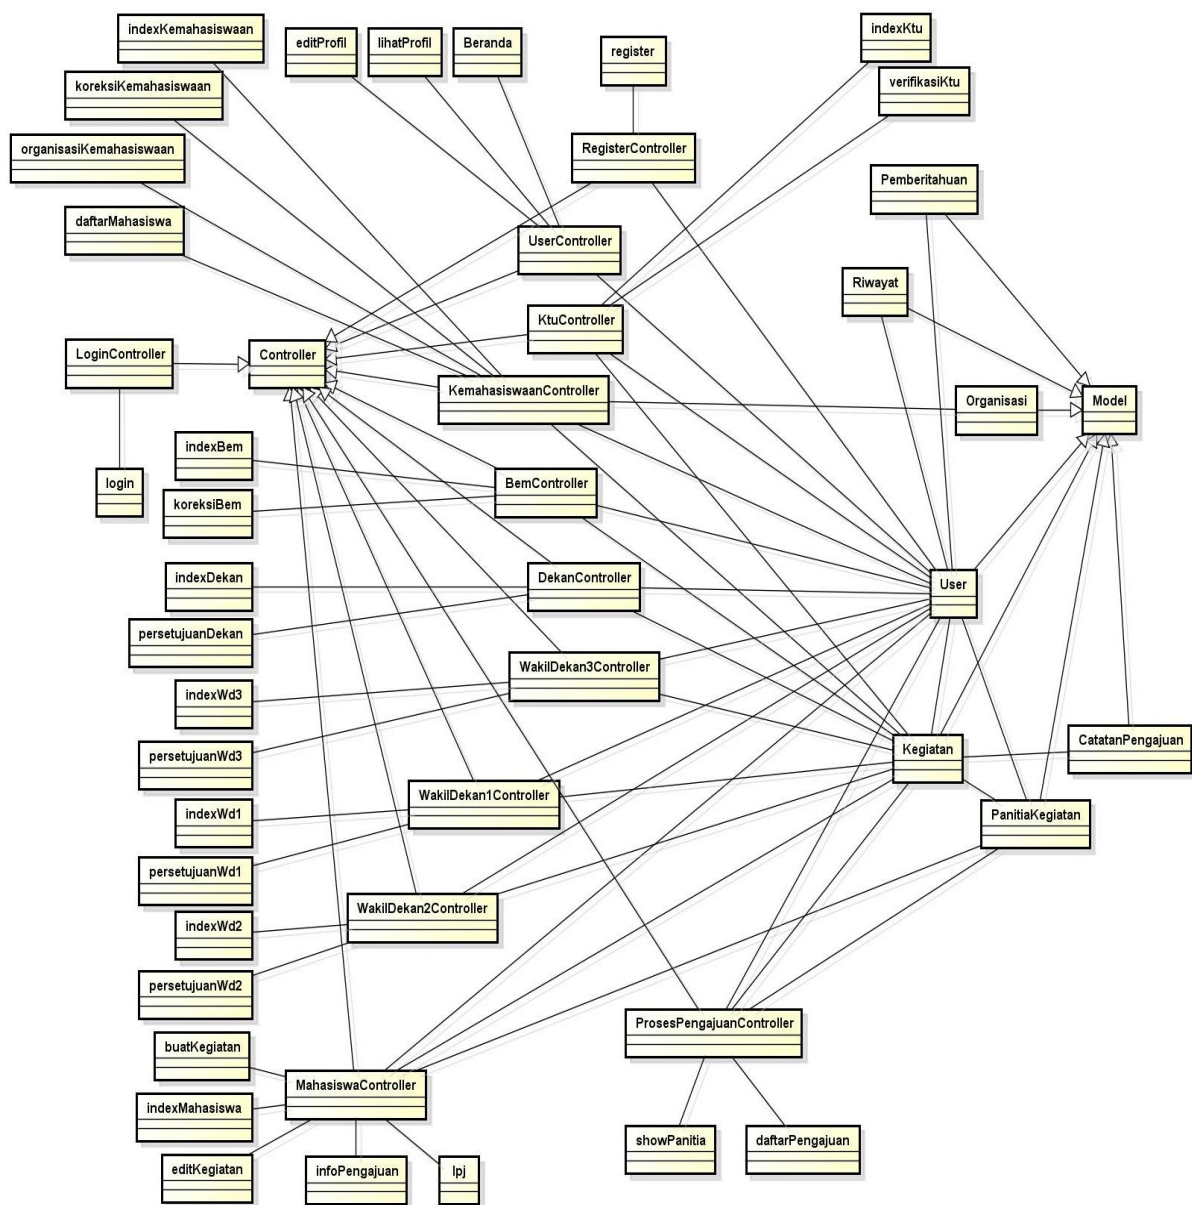 indexKemahasiswaan
editProfil
lihatProfil
Beranda
register
indexKtu
koreksiKemahasiswaan
verifikasiKtu
organisasiKemahasiswaan
RegisterController
Pemberitahuan
daftarMahasiswa
UserController
Riwayat
KtuController
LoginController
Controller
KemahasiswaanController
Organisasi
Model
indexBem
login
koreksiBem
BemController
indexDekan
DekanController
User
persetujuanDekan
WakilDekan3Controller
indexWd3
persetujuanWd3
Kegiatan
CatatanPengajuan
indexWd1
WakilDekan1Controller
PanitiaKegiatan
persetujuanWd1
WakilDekan2Controller
indexWd2
persetujuanWd2
ProsesPengajuanController
buatKegiatan
MahasiswaController
indexMahasiswa
showPanitia
daftarPengajuan
editKegiatan
infoPengajuan
lpj